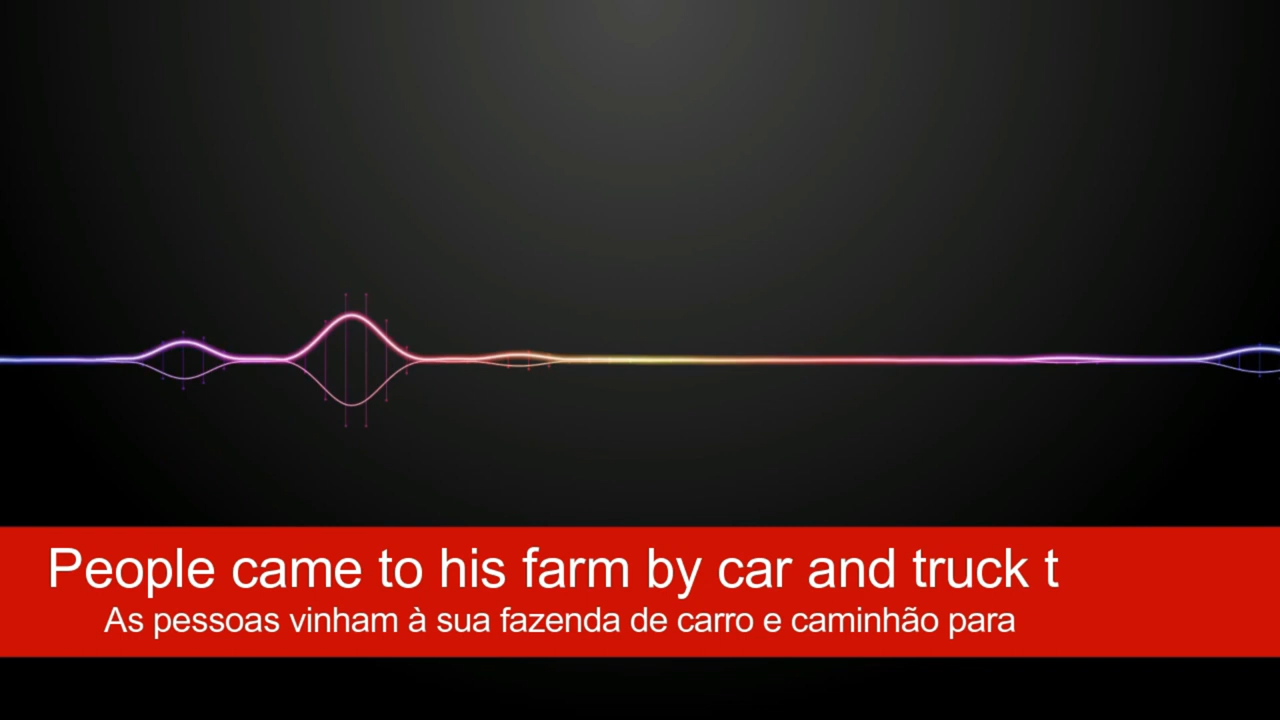 People came to his farm by car and truck t
As pessoas vinham à sua fazenda de carro e caminhão para